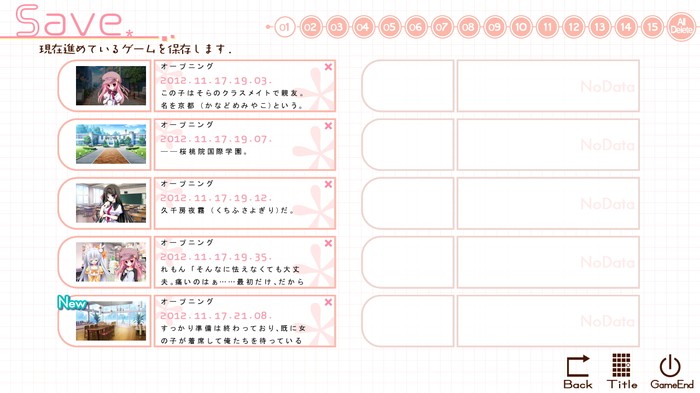 Save*
01 02 03 04 05 06 07 08 09 10 11 12 13 14 15 All Delete
現在進めているゲームを保存します.
オープニング
2012.11.17.19.03.
この子はそらのクラスメイトで親友。
名を京都（かなどめみやこ）という。
オープニング
2012.11.17.19.07.
――桜桃院国際学園。
オープニング
2012.11.17.19.12.
久千房夜霧（くちふさよぎり）だ。
オープニング
2012.11.17.19.35.
れもん「そんなに怯えなくても大丈
夫。痛いのはぁ……最初だけ、だから
New
オープニング
2012.11.17.21.08.
すっかり準備は終わっており、既に女
の子が着席して俺たちを待っている
NoData
NoData
NoData
NoData
NoData
Back Title GameEnd